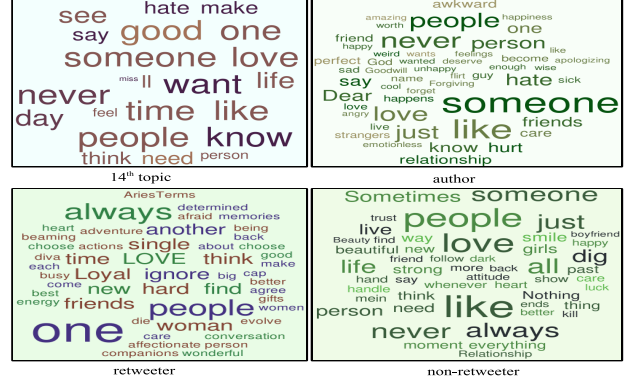 hate make
see
say good one
someone love
miss ll want life
never
day feel time like
people know
think need person
14th topic
awkward
amazing people happiness
worth one
friend never person
happy like
weird wants feelings
perfect God wanted deserve become apologizing
sad Goodwill unhappy enough wise
say name flirt guy hate sick
cool Forgiving
Dear forget
happens someone
love
angry love friends
live
strangers just like care
emotionless know hurt
relationship
author
AriesTerms
always determined
afraid memories
heart adventure another being
beaming back
choose actions single about choose
diva time LOVE think good
each make
busy Loyal ignore big cap
come better
best new hard find agree
energy friends gifts
people women
one die woman evolve
care conversation
affectionate person
companions wonderful
retweeter
Sometimes someone
trust people just
live
Beauty find way smile boyfriend
beautiful new love girls happy
friend follow dark dig
life strong more back all past
attitude
hand say show care
whenever heart luck
handle
mein think like Nothing
person need ends thing
better kill
never always
moment everything
Relationship
non-retweeter